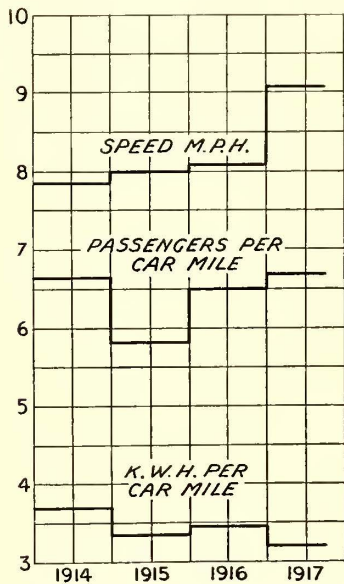 10
9
SPEED M.P.H.
8
7
PASSENGERS PER
CAR MILE
6
5
K.W.H. PER
CAR MILE
4
3
1914 1915 1916 1917